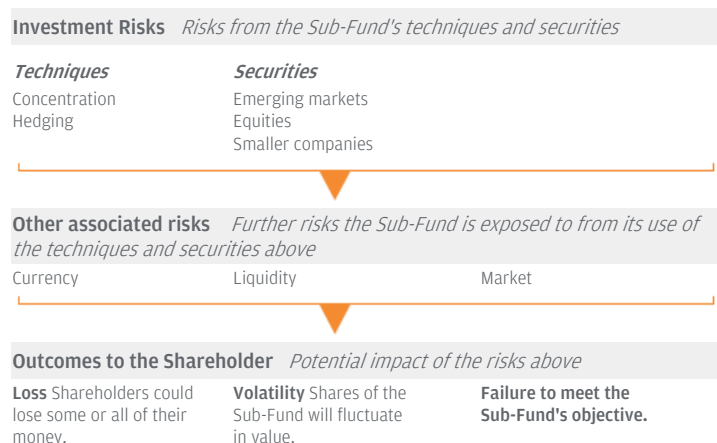 Investment Risks Risks from the Sub-Fund's techniques and securities
Techniques Securities
Concentration Emerging markets
Hedging Equities
Smaller companies
Other associated risks Further risks the Sub-Fund is exposed to from its use of
the techniques and securities above
Currency Liquidity Market
Outcomes to the Shareholder Potential impact of the risks above
Loss Shareholders could
lose some or all of their
money.
Volatility Shares of the
Sub-Fund will fluctuate
in value.
Failure to meet the
Sub-Fund's objective.